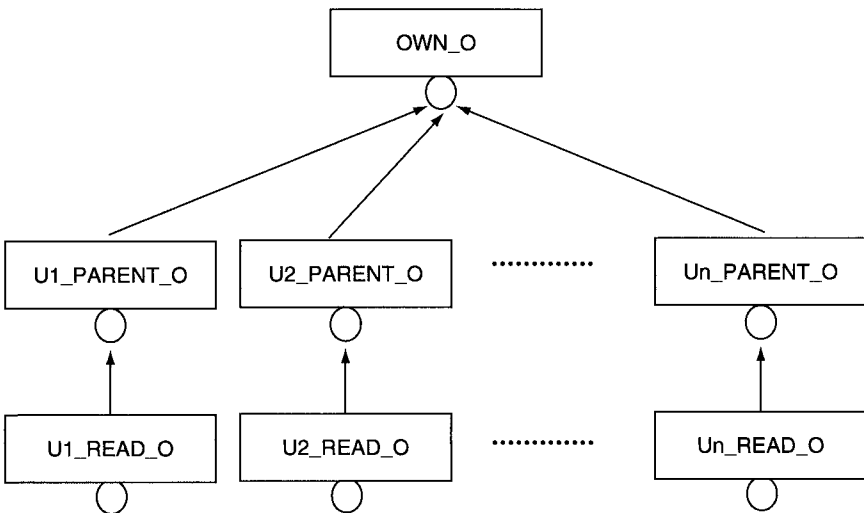 OWN_O
U1_PARENT_O
U2_PARENT_O
Un_PARENT_O
U1_READ_O
U2_READ_O
Un_READ_O